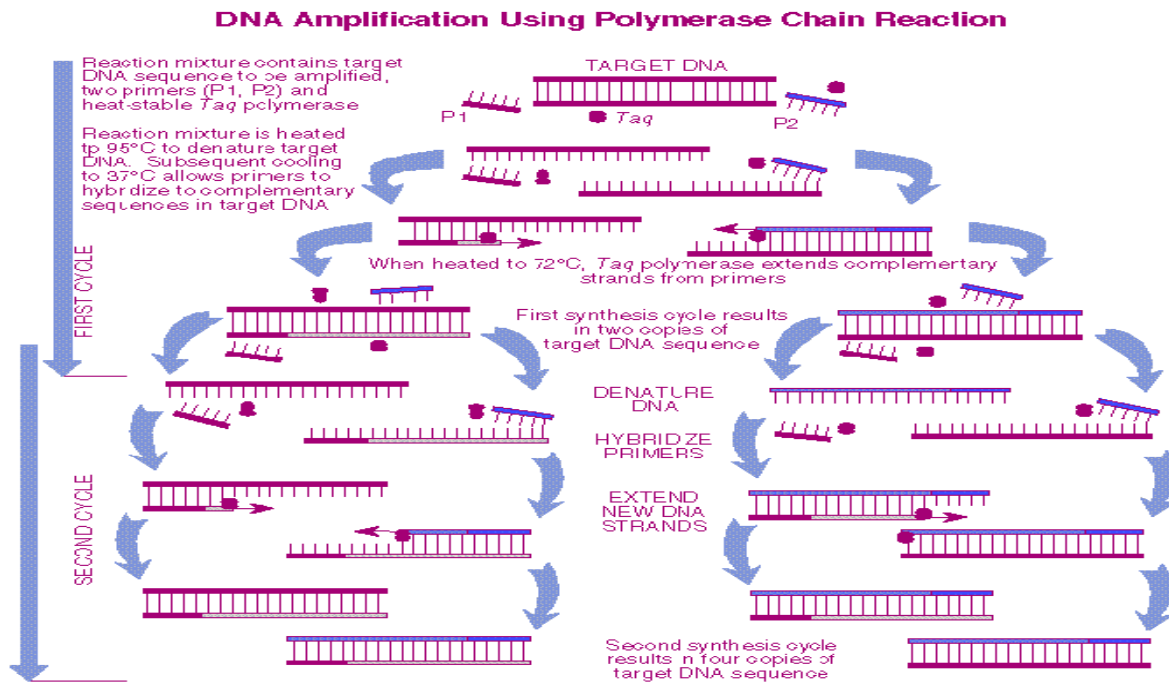 DNA Amplification Using Polymerase Chain Reaction
Reaction mixture contains target
DNA sequence to be amplified,
two primers (P1, P2) and
heat-stable Taq polymerase
TARGET DNA
P1
Taq
P2
Reaction mixture is heated
tp 95°C to denature target
DNA. Subsequent cooling
to 37°C allows primers to
hybridize to complementary
sequences in target DNA
When heated to 72°C, Taq polymerase extends complementary
strands from primers
FIRST CYCLE
First synthesis cycle results
in two copies of
target DNA sequence
DENATURE
DNA
HYBRIDZE
PRIMERS
SECOND CYCLE
EXTEND
NEW DNA
STRANDS
Second synthesis cycle
results n four copies of
target DNA sequence